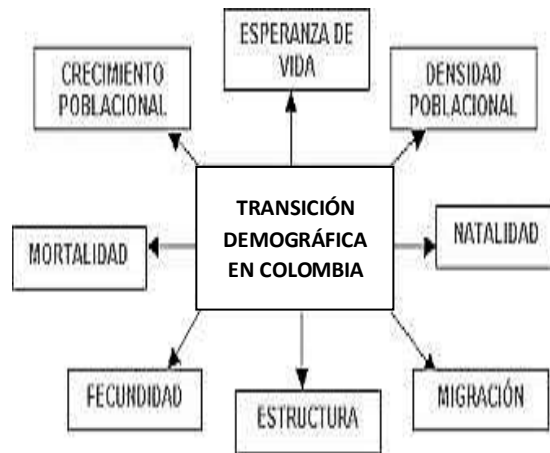 ESPERANZA DE
VIDA
CRECIMIENTO
POBLACIONAL
DENSIDAD
POBLACIONAL
TRANSICIÓN
DEMOGRÁFICA
EN COLOMBIA
MORTALIDAD
NATALIDAD
FECUNDIDAD
ESTRUCTURA
MIGRACIÓN